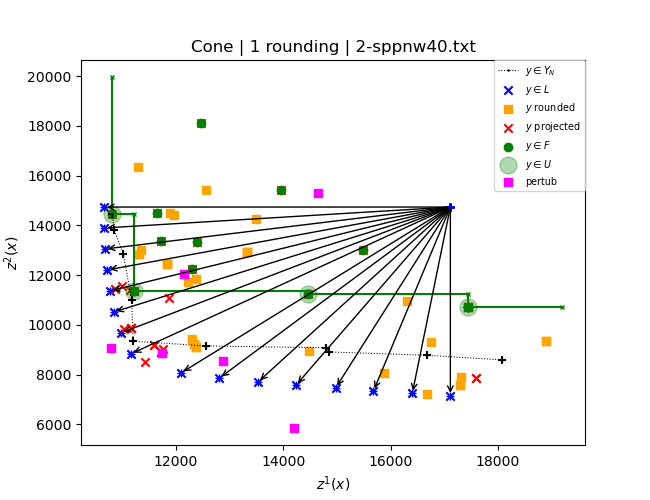 Cone | 1 rounding | 2-sppnw40.txt
20000
18000
16000
14000
12000
10000
8000
6000
z²(x)
12000
14000
16000
18000
z¹(x)
y ∈ Y_N
y ∈ L
y rounded
y projected
y ∈ F
y ∈ U
pertub